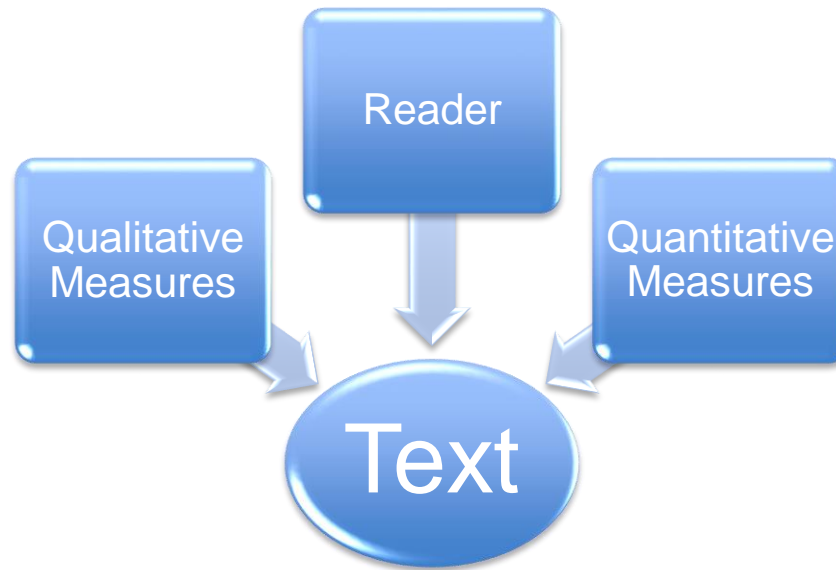 Reader
Qualitative
Measures
Quantitative
Measures
Text